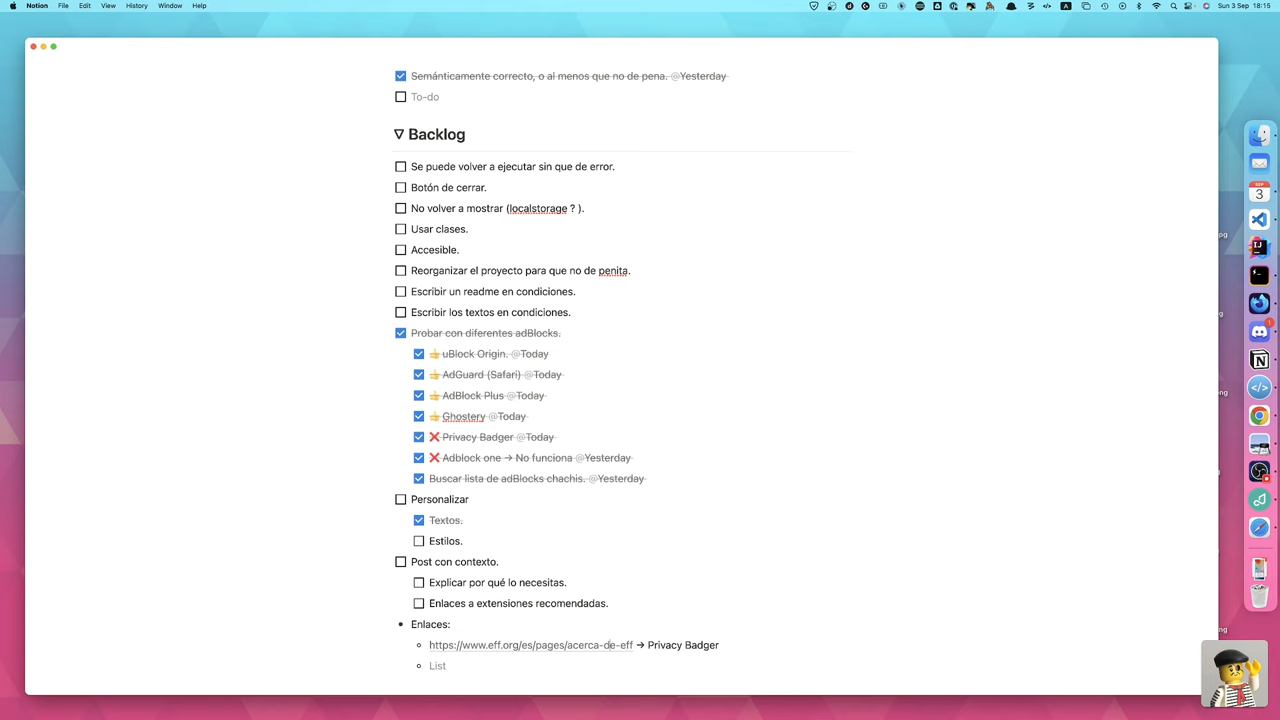 Notion File Edit View History Window Help
Sun 3 Sep 18:15
Semánticamente correcto, o al menos que no de pena. @Yesterday
To-do
Backlog
Se puede volver a ejecutar sin que de error.
Botón de cerrar.
No volver a mostrar (localstorage ? ).
Usar clases.
Accesible.
Reorganizar el proyecto para que no de penita.
Escribir un readme en condiciones.
Escribir los textos en condiciones.
Probar con diferentes adBlocks.
👍 uBlock Origin. @Today
👍 AdGuard (Safari) @Today
👍 AdBlock Plus @Today
👍 Ghostery @Today
❌ Privacy Badger @Today
❌ Adblock one → No funciona @Yesterday
Buscar lista de adBlocks chachis. @Yesterday
Personalizar
Textos.
Estilos.
Post con contexto.
Explicar por qué lo necesitas.
Enlaces a extensiones recomendadas.
Enlaces:
https://www.eff.org/es/pages/acerca-de-eff → Privacy Badger
List